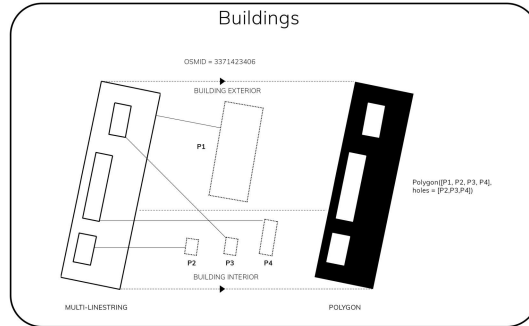 Buildings
OSMID = 3371423406
BUILDING EXTERIOR
P1
Polygon([P1, P2, P3, P4],
holes = [P2,P3,P4])
P2
P3
P4
BUILDING INTERIOR
MULTI-LINESTRING
POLYGON